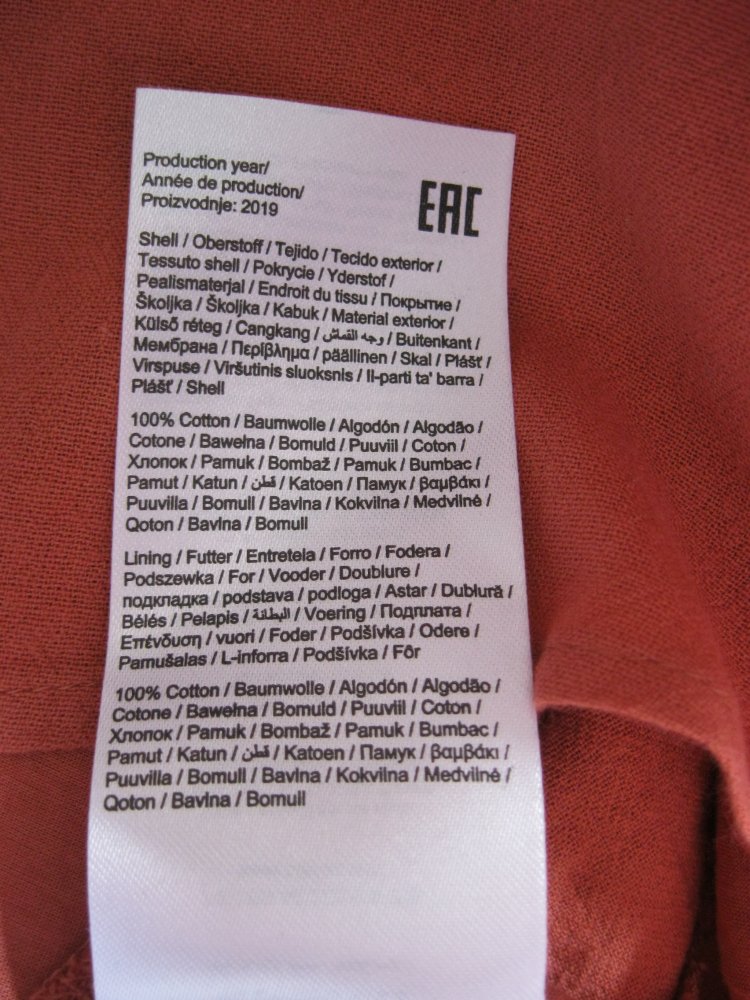 Production year/
Année de production/
Proizvodnje: 2019
EAC
Shell / Oberstoff / Tejido / Tecido exterior /
Tessuto shell / Pokrycie / Yderstof /
Pealismaterjal / Endroit du tissu / Покрытие /
Školjka / Školjka / Kabuk / Material exterior /
Külső réteg / Cangkang / وجه القماش / Buitenkant /
Мембрана / Περίβλημα / päällinen / Skal / Plášť /
Virspuse / Viršutinis sluoksnis / Il-parti ta' barra /
Plášť / Shell
100% Cotton / Baumwolle / Algodón / Algodão /
Cotone / Bawełna / Bomuld / Puuvill / Coton /
Хлопок / Pamuk / Bombaž / Pamuk / Bumbac /
Pamut / Katun / قطن / Katoen / Памук / βαμβάκι /
Puuvilla / Bomull / Bavlna / Kokvilna / Medvilnė /
Qoton / Bavlna / Bomull
Lining / Futter / Entretela / Forro / Fodera /
Podszewka / For / Vooder / Doublure /
подкладка / podstava / podloga / Astar / Dublură /
Bélés / Pelapis / البطانة / Voering / Подплата /
Επένδυση / vuori / Foder / Podšívka / Odere /
Pamušalas / L-inforra / Podšívka / Fôr
100% Cotton / Baumwolle / Algodón / Algodão /
Cotone / Bawełna / Bomuld / Puuvill / Coton /
Хлопок / Pamuk / Bombaž / Pamuk / Bumbac /
Pamut / Katun / قطن / Katoen / Памук / βαμβάκι /
Puuvilla / Bomull / Bavlna / Kokvilna / Medvilnė /
Qoton / Bavlna / Bomull